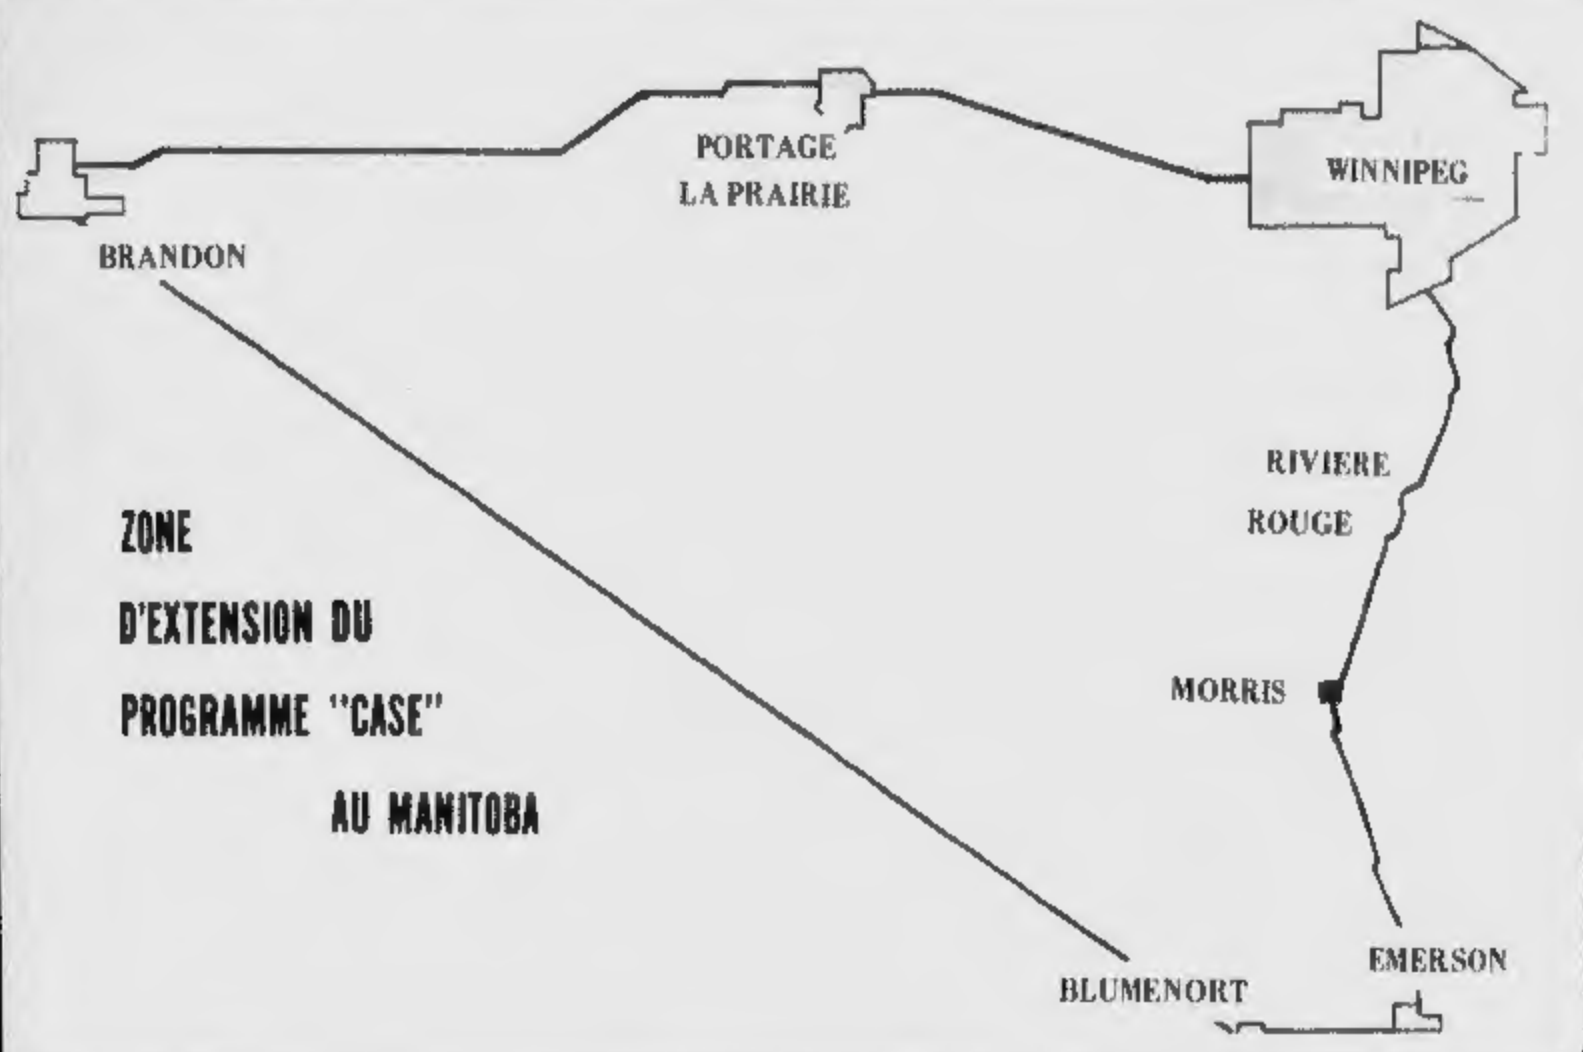 PORTAGE
LA PRAIRIE
WINNIPEG
BRANDON
RIVIERE
ROUGE
ZONE
D'EXTENSION DU
PROGRAMME "CASE"
AU MANITOBA
MORRIS
EMERSON
BLUMENORT